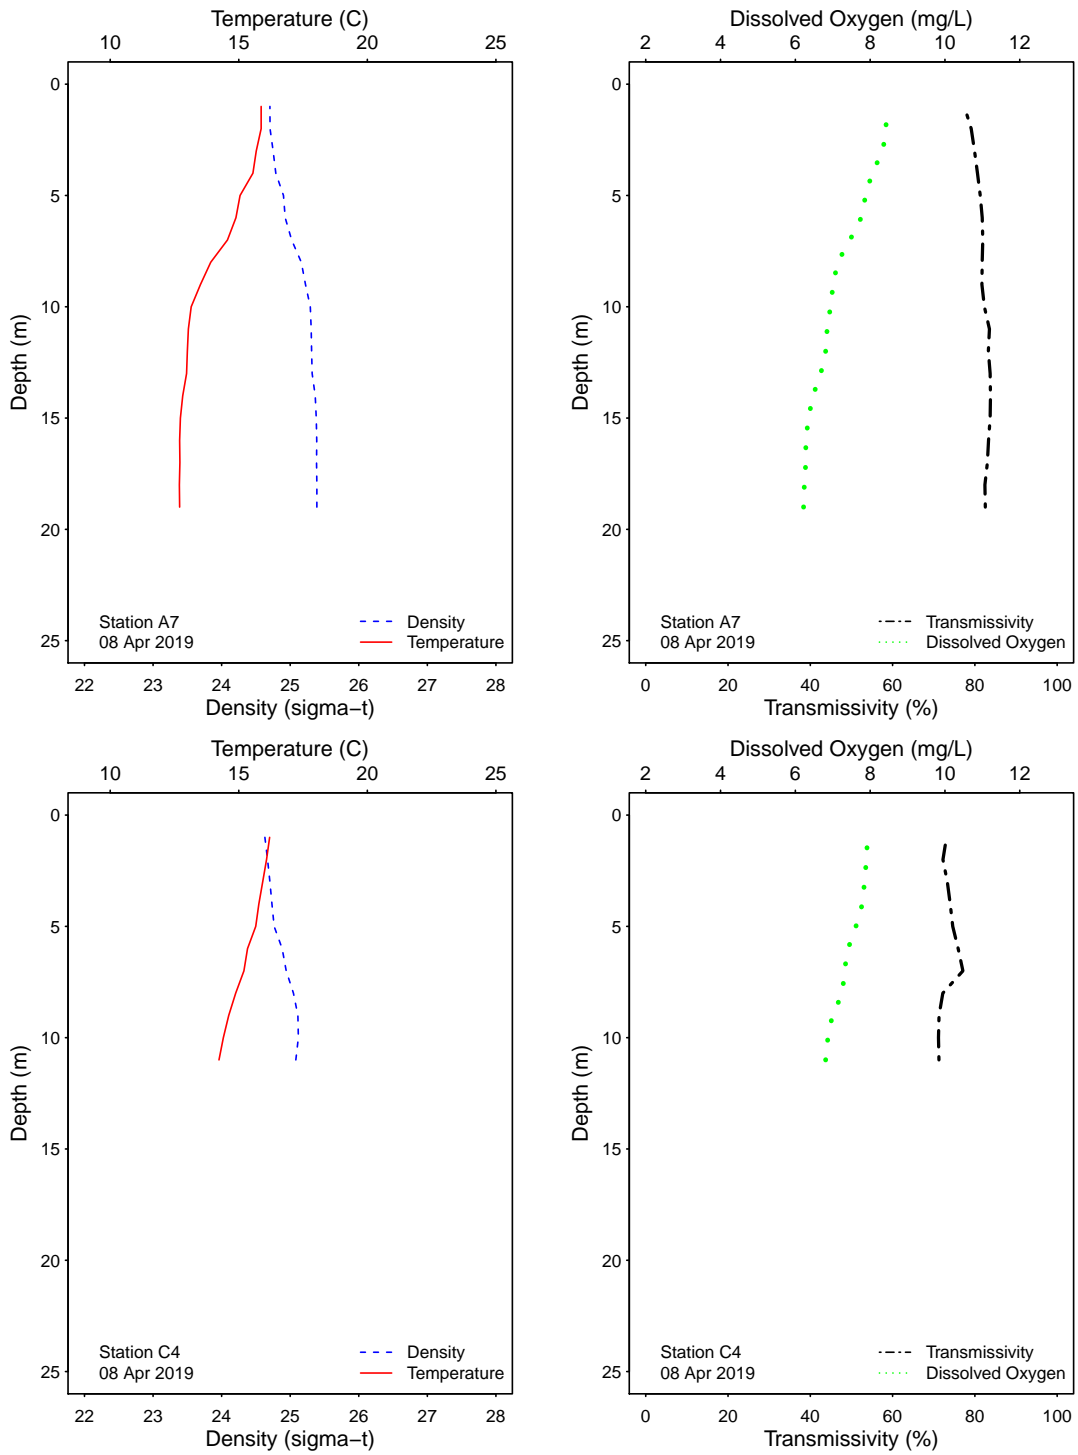 Temperature (C)
10 15 20 25
0
5
10
15
20
25
Depth (m)
Station A7
08 Apr 2019
Density
Temperature
22 23 24 25 26 27 28
Density (sigma−t)
Dissolved Oxygen (mg/L)
2 4 6 8 10 12
0
5
10
15
20
25
Depth (m)
Station A7
08 Apr 2019
Transmissivity
Dissolved Oxygen
0 20 40 60 80 100
Transmissivity (%)
Temperature (C)
10 15 20 25
0
5
10
15
20
25
Depth (m)
Station C4
08 Apr 2019
Density
Temperature
22 23 24 25 26 27 28
Density (sigma−t)
Dissolved Oxygen (mg/L)
2 4 6 8 10 12
0
5
10
15
20
25
Depth (m)
Station C4
08 Apr 2019
Transmissivity
Dissolved Oxygen
0 20 40 60 80 100
Transmissivity (%)